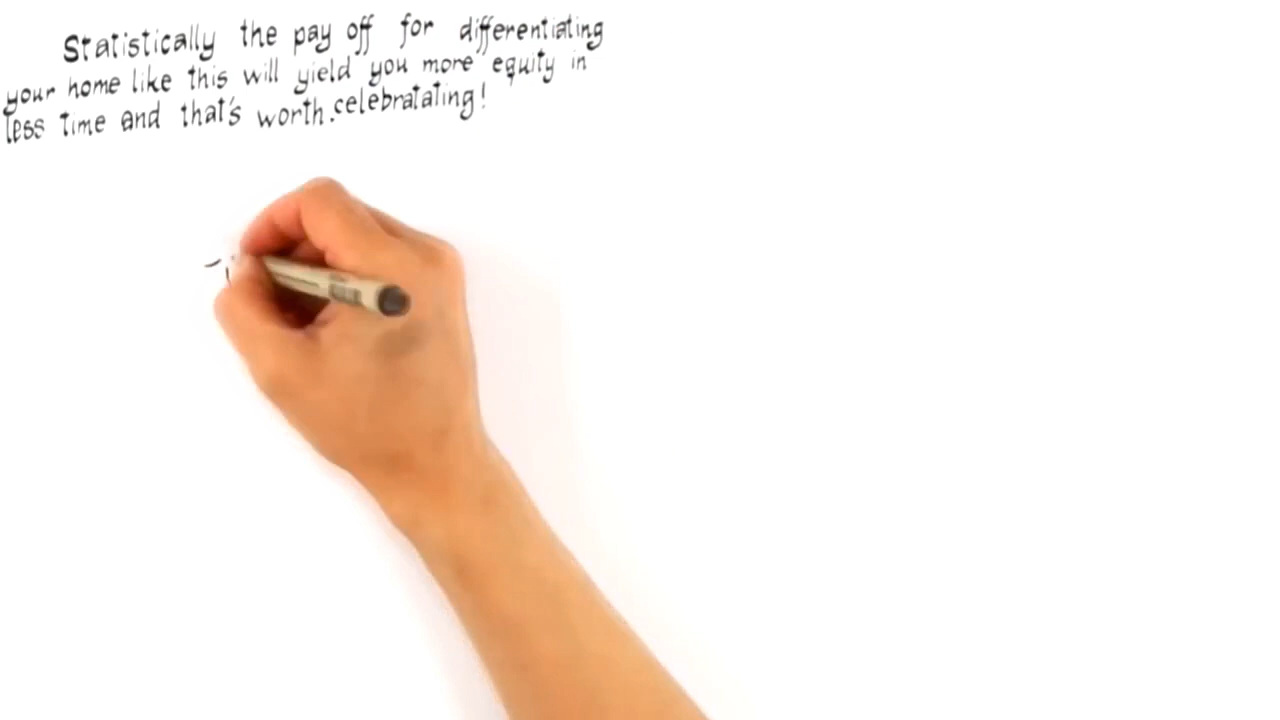 Statistically the pay off for differentiating
your home like this will yield you more equity in
less time and that's worth.celebratating!